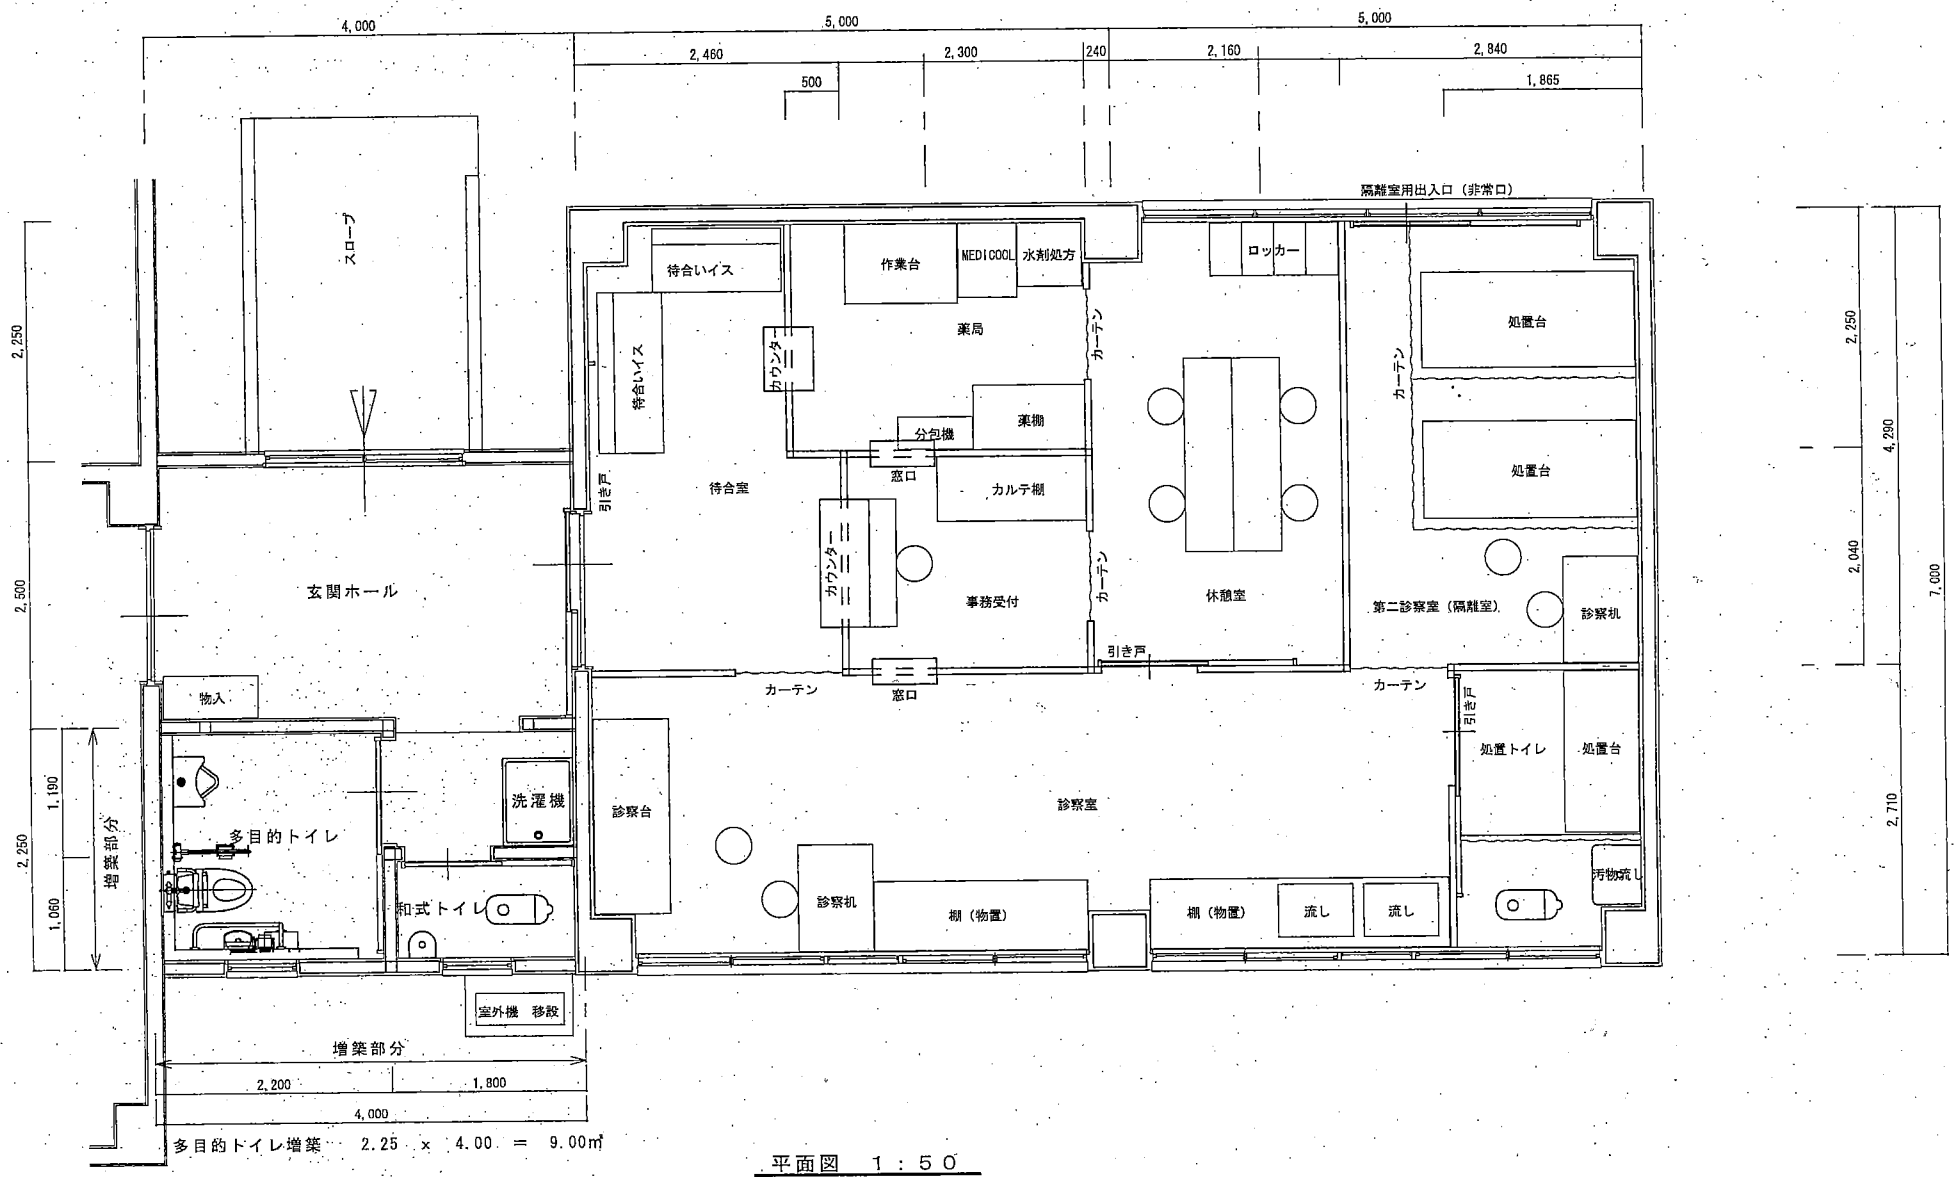 4,000
5,000
5,000
2,460
2,300
240
2,160
2,840
500
1,865
隔離室用出入口（非常口）
スロープ
待合いイス
作業台
MEDICOOL
水剤処方
ロッカー
処置台
薬局
カウンター
カーテン
カーテン
待合いイス
2,250
2,250
4,290
7,000
分包機
薬棚
処置台
窓口
カルテ棚
待合室
引き戸
カウンター
カーテン
2,040
2,500
玄関ホール
事務受付
休憩室
第二診察室（隔離室）
診察机
引き戸
物入
カーテン
窓口
カーテン
引き戸
処置トイレ
処置台
1,190
洗濯機
診察台
診察室
多目的トイレ
2,250
増築部分
2,710
1,060
和式トイレ
診察机
棚（物置）
棚（物置）
流し
流し
汚物流し
室外機 移設
増築部分
2,200
1,800
4,000
多目的トイレ増築 2.25 × 4.00 = 9.00㎡
平面図 1：50